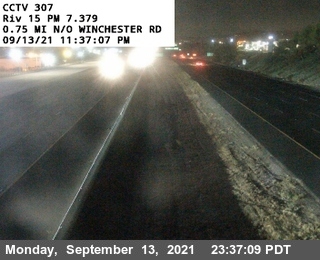 CCTV 307
Riv 15 PM 7.379
0.75 MI N/O WINCHESTER RD
09/13/21 11:37:07 PM
Monday, September 13, 2021 23:37:09 PDT